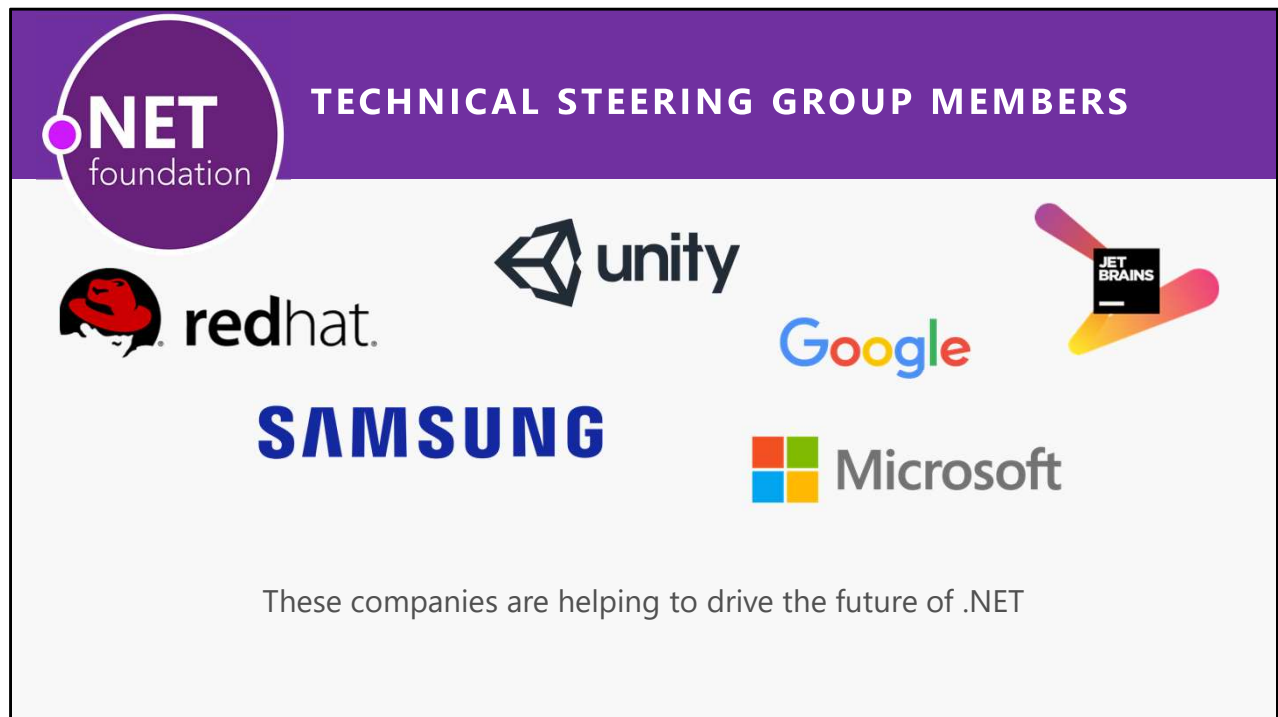 .NET
foundation
TECHNICAL STEERING GROUP MEMBERS
unity
JET
BRAINS
redhat.
Google
SAMSUNG
Microsoft
These companies are helping to drive the future of .NET